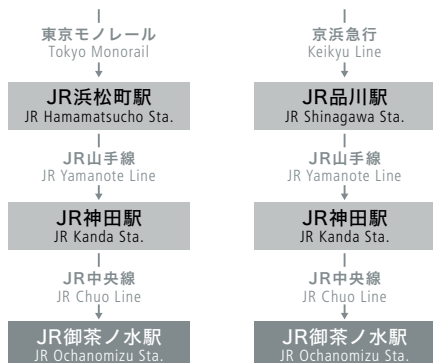 東京モノレール
Tokyo Monorail
JR浜松町駅
JR Hamamatsucho Sta.
JR山手線
JR Yamanote Line
JR神田駅
JR Kanda Sta.
JR中央線
JR Chuo Line
JR御茶ノ水駅
JR Ochanomizu Sta.
京浜急行
Keikyu Line
JR品川駅
JR Shinagawa Sta.
JR山手線
JR Yamanote Line
JR神田駅
JR Kanda Sta.
JR中央線
JR Chuo Line
JR御茶ノ水駅
JR Ochanomizu Sta.